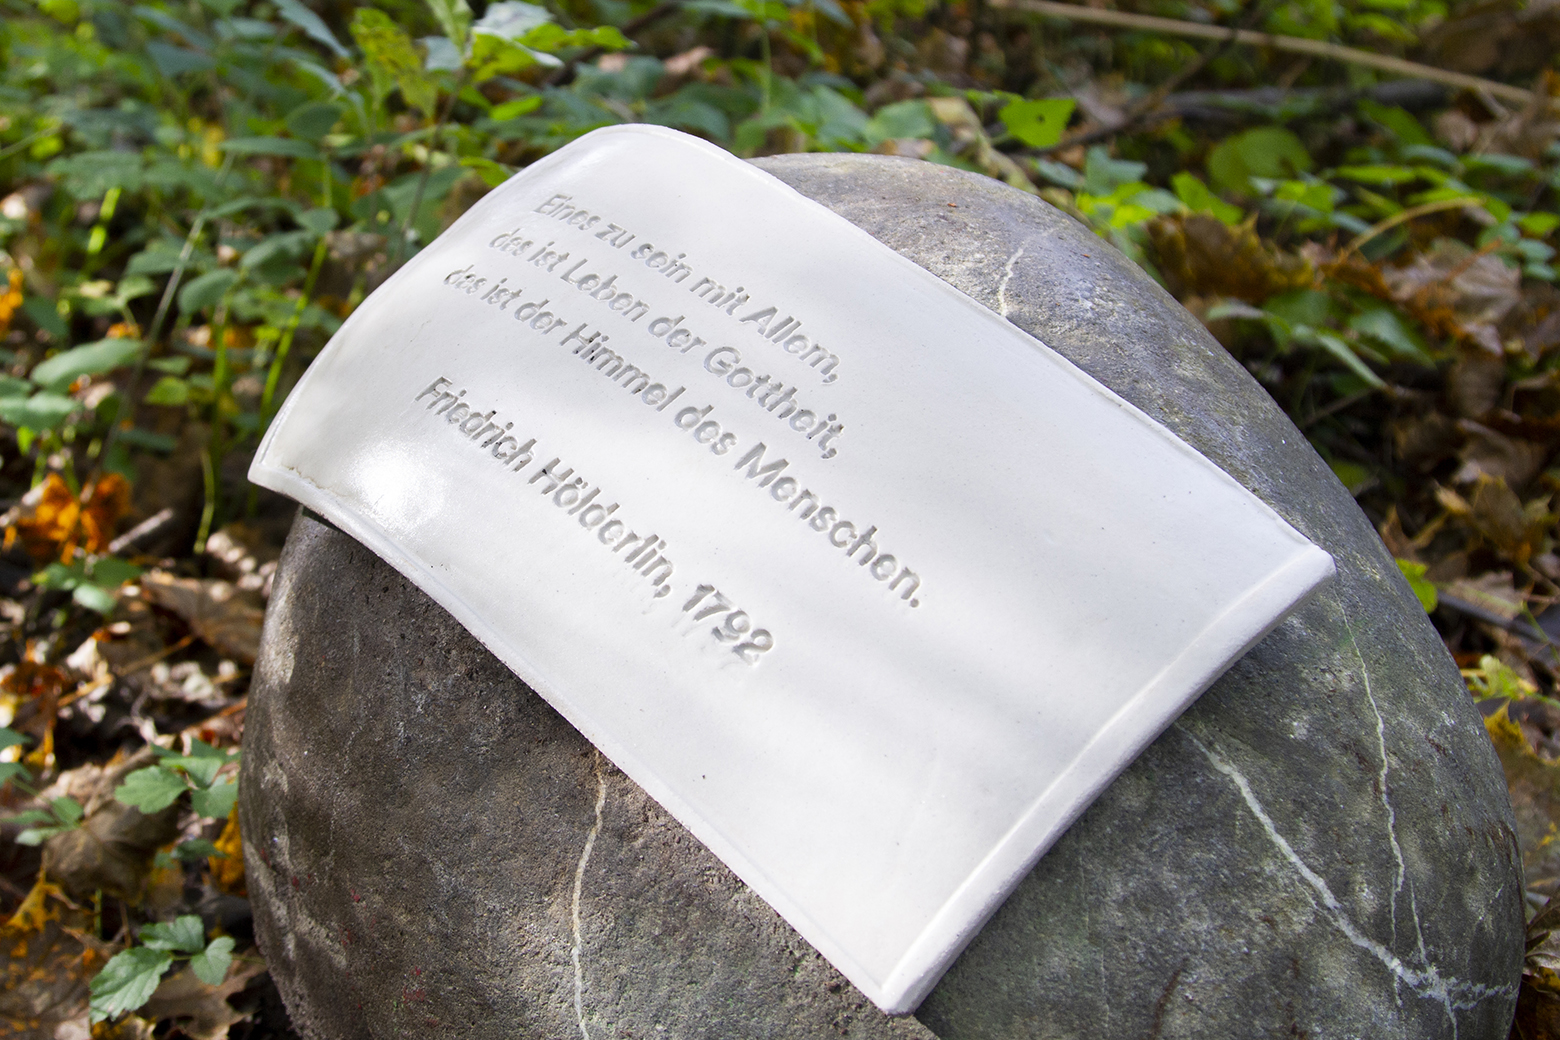 Eines zu sein mit Allem,
das ist Leben der Gottheit,
das ist der Himmel des Menschen.
Friedrich Hölderlin, 1792